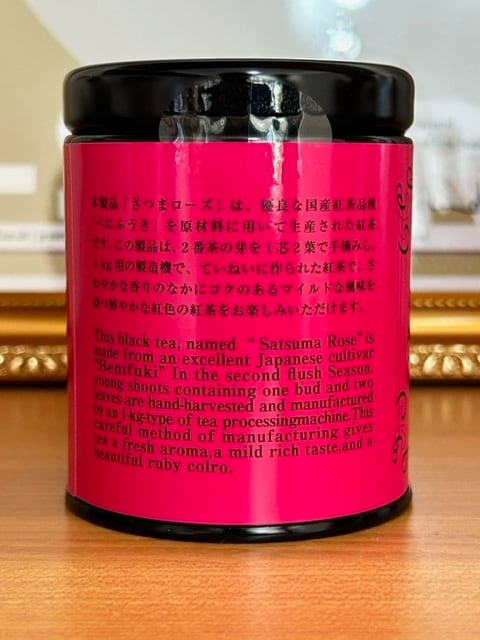 本製品「さつまローズ」は、優良な国産紅茶品種
「べにふうき」を原材料に用いて生産された紅茶
です。この製品は、2番茶の芽を1芯2葉で手摘みし、
1kg用の製造機で、ていねいに作られた紅茶で、さ
わやかな香りのなかにコクのあるマイルドな風味を
持つ鮮やかな紅色の紅茶をお楽しみいただけます。
This black tea, named “ Satsuma Rose” is
made from an excellent Japanese cultivar
"Benifuki" In the second flush Season.
young shoots containing one bud and two
leaves are hand-harvested and manufactured
by an 1-kg-type of tea processingmachine.This
careful method of manufacturing gives
tea a fresh aroma,a mild rich taste,and a
beautiful ruby colro.